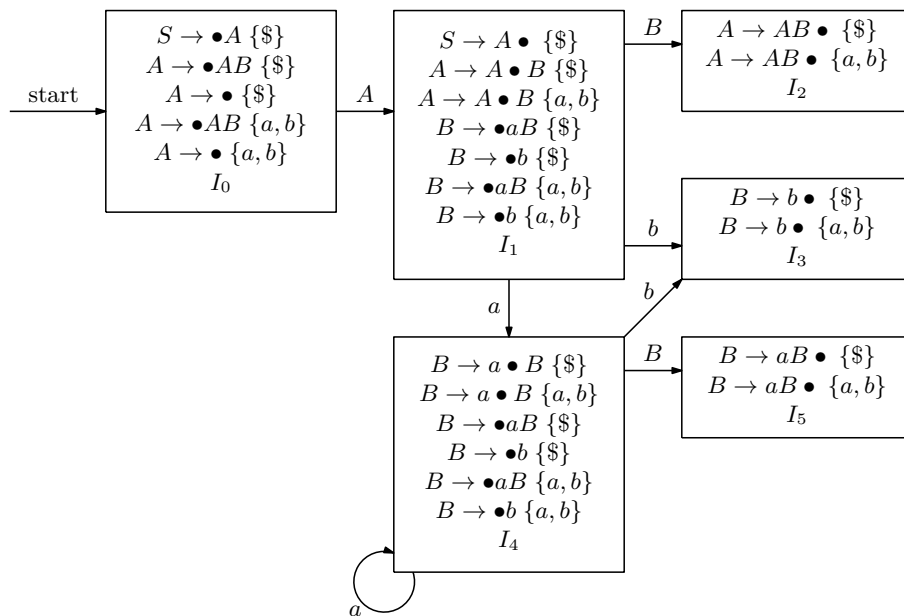 start
S → •A {$}
A → •AB {$}
A → • {$}
A → •AB {a, b}
A → • {a, b}
I₀
A
S → A • {$}
A → A • B {$}
A → A • B {a, b}
B → •aB {$}
B → •b {$}
B → •aB {a, b}
B → •b {a, b}
I₁
B
A → AB • {$}
A → AB • {a, b}
I₂
b
B → b • {$}
B → b • {a, b}
I₃
a
b
B → a • B {$}
B → a • B {a, b}
B → •aB {$}
B → •b {$}
B → •aB {a, b}
B → •b {a, b}
I₄
B
B → aB • {$}
B → aB • {a, b}
I₅
a